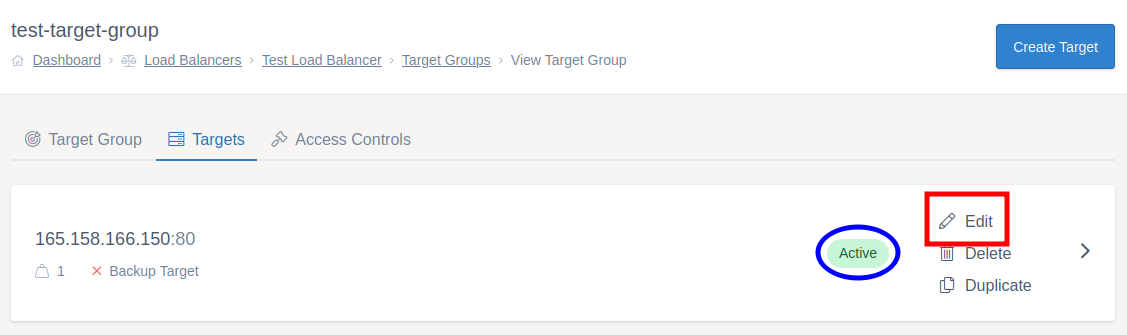 test-target-group
Dashboard › Load Balancers › Test Load Balancer › Target Groups › View Target Group
Create Target
Target Group Targets Access Controls
165.158.166.150:80
1 Backup Target
Active
Edit
Delete
Duplicate